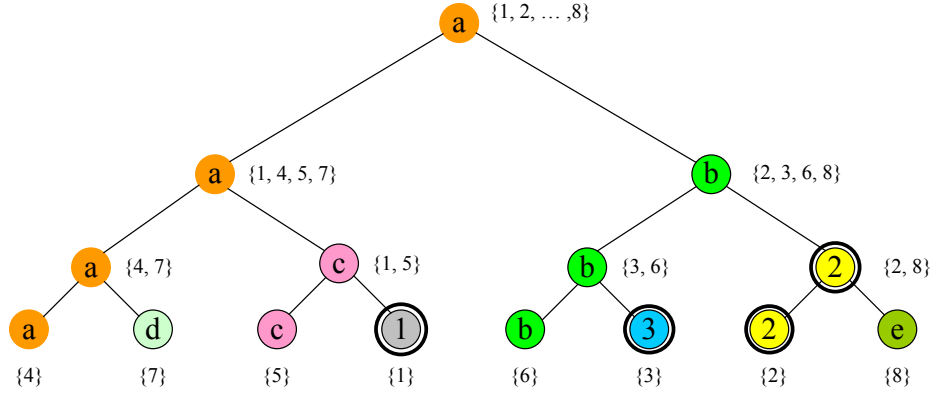 a {1, 2, … ,8}
a {1, 4, 5, 7} b {2, 3, 6, 8}
a {4, 7} c {1, 5} b {3, 6} 2 {2, 8}
a d c 1 b 3 2 e
{4} {7} {5} {1} {6} {3} {2} {8}